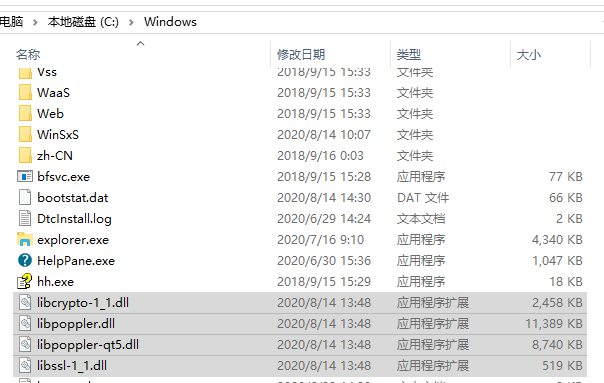 电脑 › 本地磁盘 (C:) › Windows
名称 修改日期 类型 大小
Vss 2018/9/15 15:33 文件夹
WaaS 2018/9/15 15:33 文件夹
Web 2018/9/15 15:33 文件夹
WinSxS 2020/8/14 10:07 文件夹
zh-CN 2018/9/16 0:03 文件夹
bfsvc.exe 2018/9/15 15:28 应用程序 77 KB
bootstat.dat 2020/8/14 14:30 DAT 文件 66 KB
DtcInstall.log 2020/6/29 14:24 文本文档 2 KB
explorer.exe 2020/7/16 9:10 应用程序 4,340 KB
HelpPane.exe 2020/6/30 15:36 应用程序 1,047 KB
hh.exe 2018/9/15 15:29 应用程序 18 KB
libcrypto-1_1.dll 2020/8/14 13:48 应用程序扩展 2,458 KB
libpoppler.dll 2020/8/14 13:48 应用程序扩展 11,389 KB
libpoppler-qt5.dll 2020/8/14 13:48 应用程序扩展 8,740 KB
libssl-1_1.dll 2020/8/14 13:48 应用程序扩展 519 KB